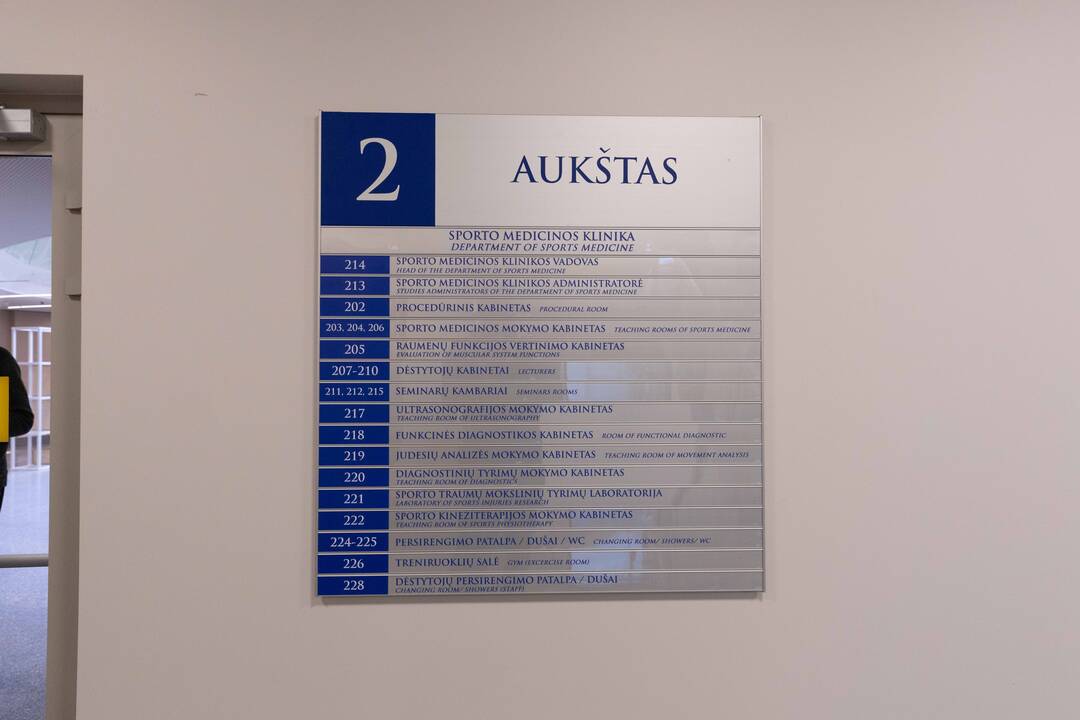 2 AUKŠTAS
SPORTO MEDICINOS KLINIKA
DEPARTMENT OF SPORTS MEDICINE
214 SPORTO MEDICINOS KLINIKOS VADOVAS
HEAD OF THE DEPARTMENT OF SPORTS MEDICINE
213 SPORTO MEDICINOS KLINIKOS ADMINISTRATORĖ
STUDIES ADMINISTRATORS OF THE DEPARTMENT OF SPORTS MEDICINE
202 PROCEDŪRINIS KABINETAS PROCEDURAL ROOM
203, 204, 206 SPORTO MEDICINOS MOKYMO KABINETAS TEACHING ROOMS OF SPORTS MEDICINE
205 RAUMENŲ FUNKCIJOS VERTINIMO KABINETAS
EVALUATION OF MUSCULAR SYSTEM FUNCTIONS
207-210 DĖSTYTOJŲ KABINETAI LECTURERS
211, 212, 215 SEMINARŲ KAMBARIAI SEMINARS ROOMS
217 ULTRASONOGRAFIJOS MOKYMO KABINETAS
TEACHING ROOM OF ULTRASONOGRAPHY
218 FUNKCINĖS DIAGNOSTIKOS KABINETAS ROOM OF FUNCTIONAL DIAGNOSTIC
219 JUDESIŲ ANALIZĖS MOKYMO KABINETAS TEACHING ROOM OF MOVEMENT ANALYSIS
220 DIAGNOSTINIŲ TYRIMŲ MOKYMO KABINETAS
TEACHING ROOM OF DIAGNOSTICS
221 SPORTO TRAUMŲ MOKSLINIŲ TYRIMŲ LABORATORIJA
LABORATORY OF SPORTS INJURIES RESEARCH
222 SPORTO KINEZITERAPIJOS MOKYMO KABINETAS
TEACHING ROOM OF SPORTS PHYSIOTHERAPY
224-225 PERSIRENGIMO PATALPA / DUŠAI / WC CHANGING ROOM/ SHOWERS/ WC
226 TRENIRUOKLIŲ SALĖ GYM (EXCERCISE ROOM)
228 DĖSTYTOJŲ PERSIRENGIMO PATALPA / DUŠAI
CHANGING ROOM/ SHOWERS (STAFF)